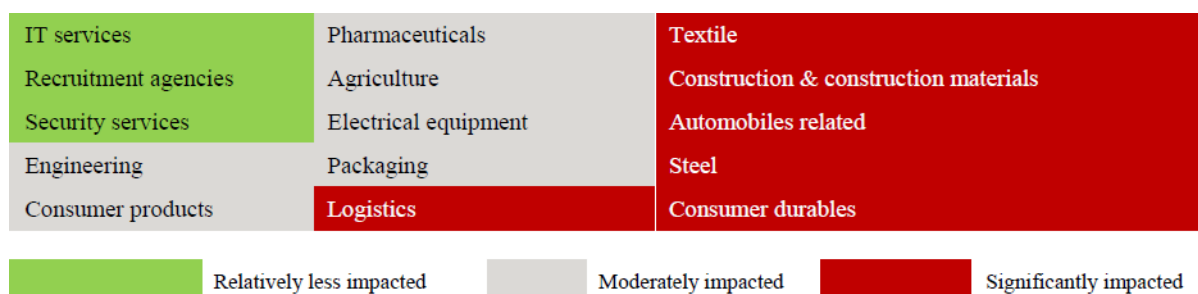 IT services Pharmaceuticals Textile
Recruitment agencies Agriculture Construction & construction materials
Security services Electrical equipment Automobiles related
Engineering Packaging Steel
Consumer products Logistics Consumer durables
Relatively less impacted Moderately impacted Significantly impacted